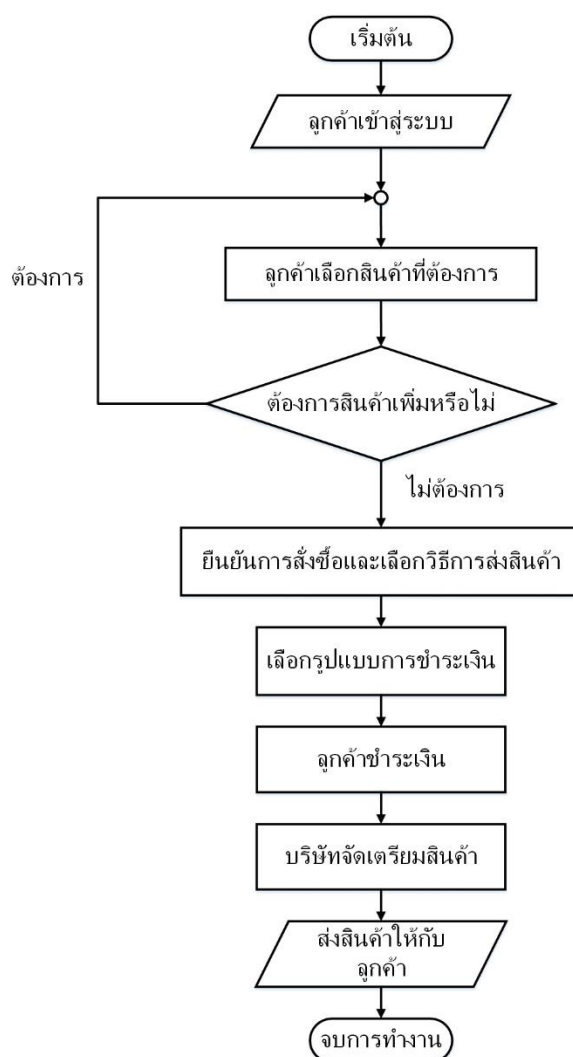 เริ่มต้น
ลูกค้าเข้าสู่ระบบ
ต้องการ
ลูกค้าเลือกสินค้าที่ต้องการ
ต้องการสินค้าเพิ่มหรือไม่
ไม่ต้องการ
ยืนยันการสั่งซื้อและเลือกวิธีการส่งสินค้า
เลือกรูปแบบการชำระเงิน
ลูกค้าชำระเงิน
บริษัทจัดเตรียมสินค้า
ส่งสินค้าให้กับ
ลูกค้า
จบการทำงาน